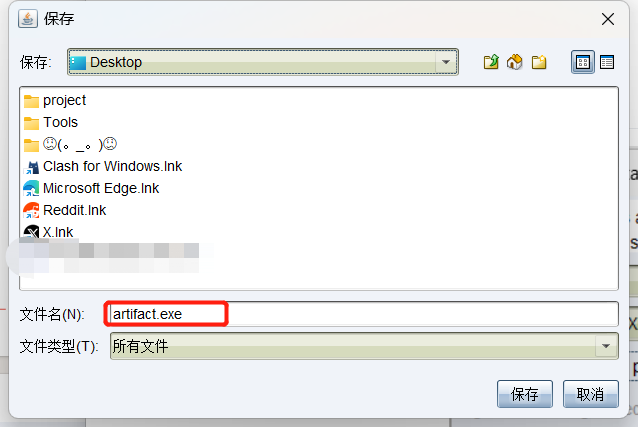 保存
保存:
Desktop
project
Tools
☹(。_。)☹
Clash for Windows.lnk
Microsoft Edge.lnk
Reddit.lnk
X.lnk
文件名(N):
artifact.exe
文件类型(T):
所有文件
保存
取消